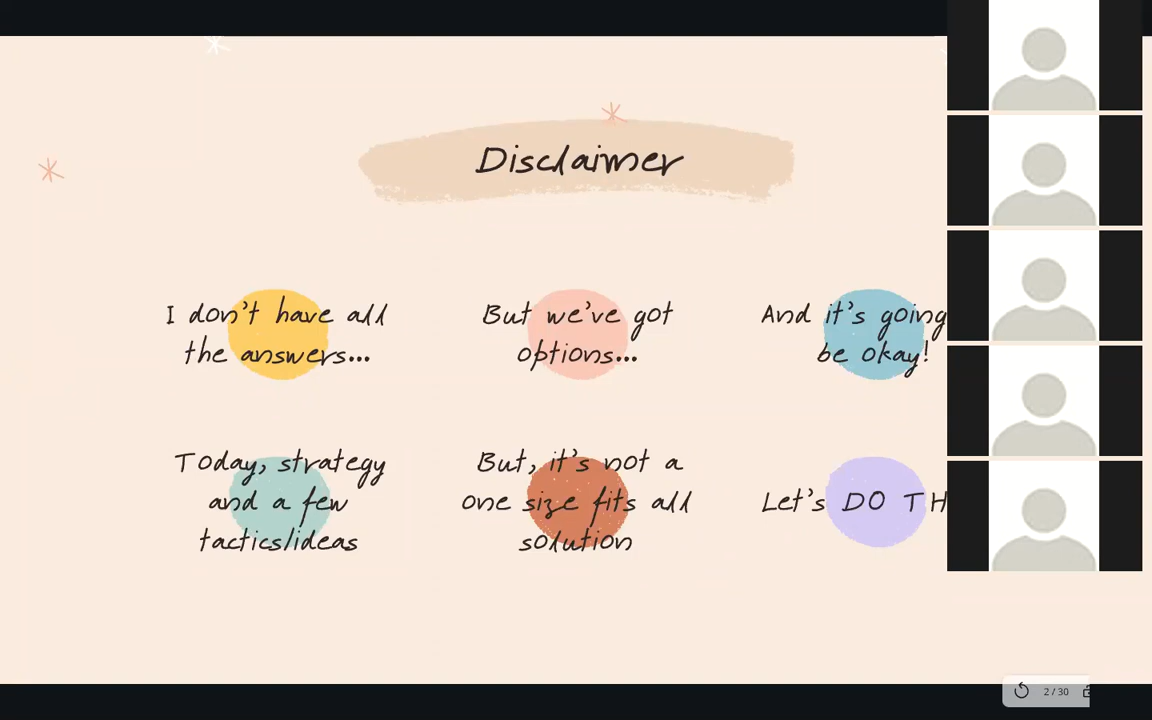 Disclaimer
I don't have all
the answers...
But we've got
options...
And it's going
be okay!
Today, strategy
and a few
tactics/ideas
But, it's not a
one size fits all
solution
Let's DO TH
2 / 30